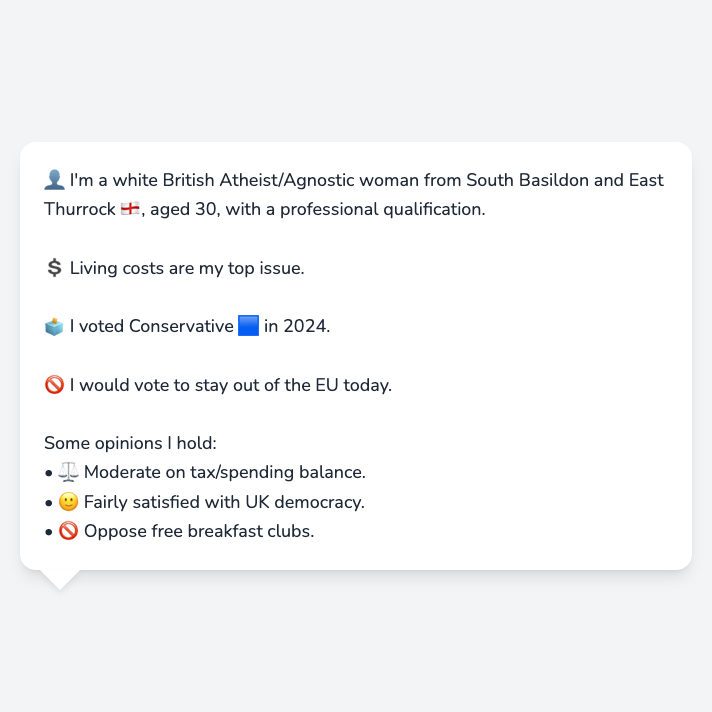 👤 I'm a white British Atheist/Agnostic woman from South Basildon and East
Thurrock 🏴󠁧󠁢󠁥󠁮󠁧󠁿, aged 30, with a professional qualification.
💲 Living costs are my top issue.
🗳️ I voted Conservative 🟦 in 2024.
🚫 I would vote to stay out of the EU today.
Some opinions I hold:
• ⚖️ Moderate on tax/spending balance.
• 🙂 Fairly satisfied with UK democracy.
• 🚫 Oppose free breakfast clubs.